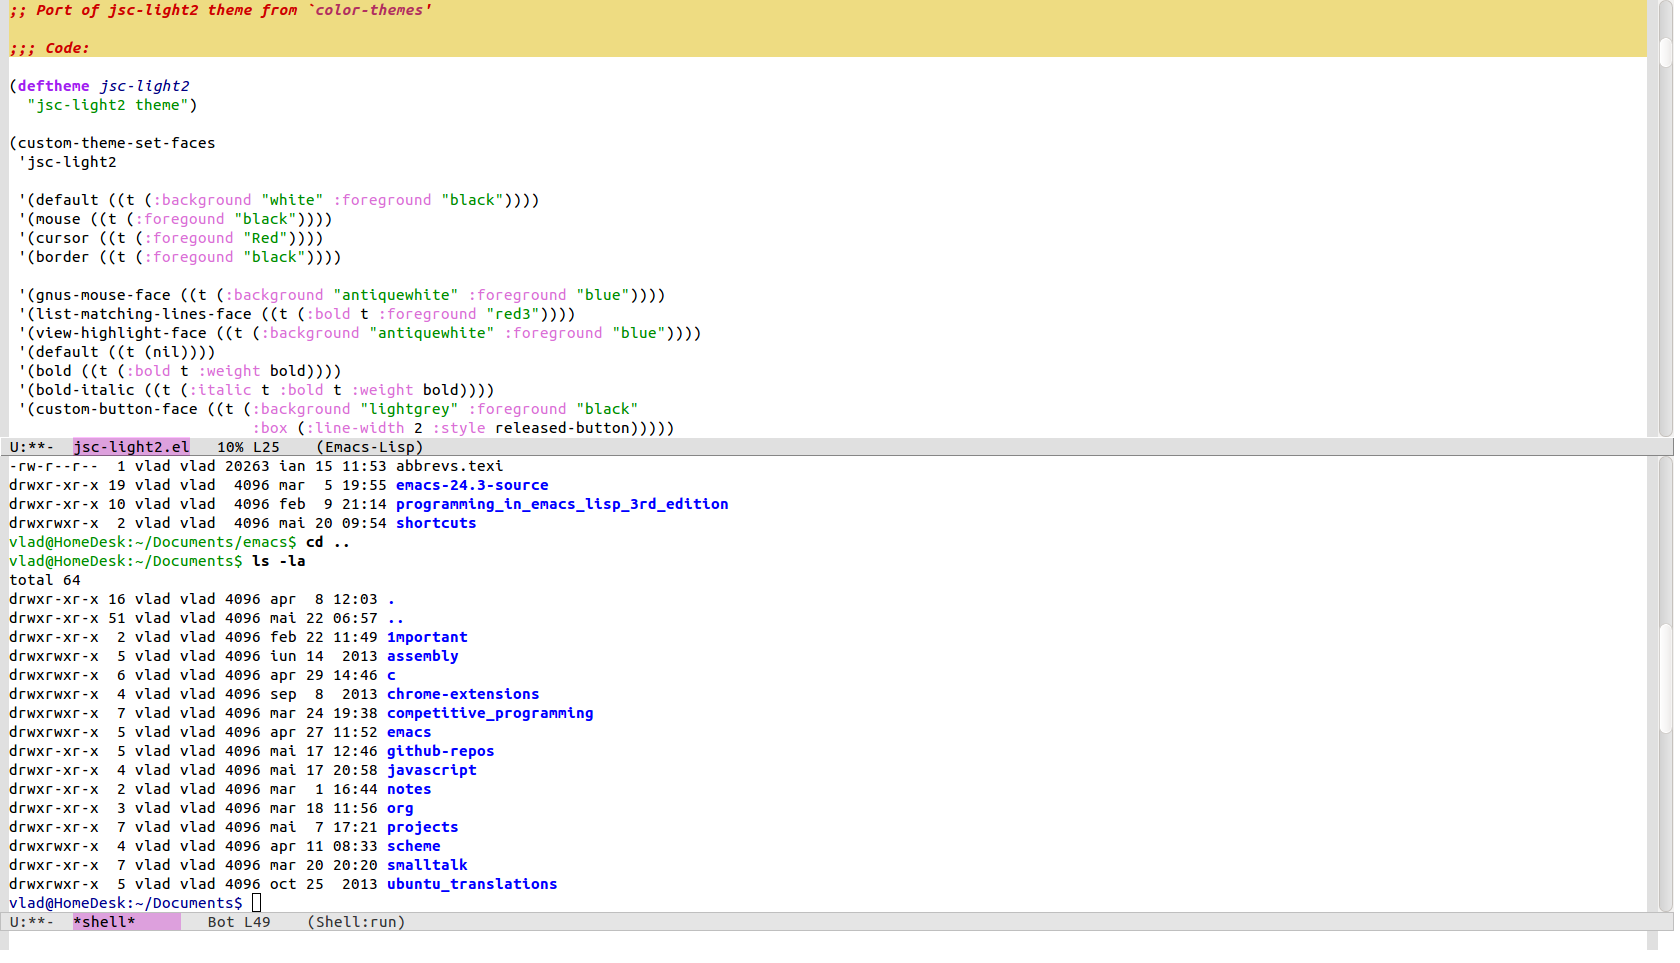 ;; Port of jsc-light2 theme from `color-themes'
;;; Code:
(deftheme jsc-light2
  "jsc-light2 theme")
(custom-theme-set-faces
 'jsc-light2
 '(default ((t (:background "white" :foreground "black"))))
 '(mouse ((t (:foregound "black"))))
 '(cursor ((t (:foregound "Red"))))
 '(border ((t (:foregound "black"))))
 '(gnus-mouse-face ((t (:background "antiquewhite" :foreground "blue"))))
 '(list-matching-lines-face ((t (:bold t :foreground "red3"))))
 '(view-highlight-face ((t (:background "antiquewhite" :foreground "blue"))))
 '(default ((t (nil))))
 '(bold ((t (:bold t :weight bold))))
 '(bold-italic ((t (:italic t :bold t :weight bold))))
 '(custom-button-face ((t (:background "lightgrey" :foreground "black"
                           :box (:line-width 2 :style released-button)))))
U:**-  jsc-light2.el   10% L25    (Emacs-Lisp)
-rw-r--r--  1 vlad vlad 20263 ian 15 11:53 abbrevs.texi
drwxr-xr-x 19 vlad vlad  4096 mar  5 19:55 emacs-24.3-source
drwxr-xr-x 10 vlad vlad  4096 feb  9 21:14 programming_in_emacs_lisp_3rd_edition
drwxrwxr-x  2 vlad vlad  4096 mai 20 09:54 shortcuts
vlad@HomeDesk:~/Documents/emacs$ cd ..
vlad@HomeDesk:~/Documents$ ls -la
total 64
drwxr-xr-x 16 vlad vlad 4096 apr  8 12:03 .
drwxr-xr-x 51 vlad vlad 4096 mai 22 06:57 ..
drwxr-xr-x  2 vlad vlad 4096 feb 22 11:49 1mportant
drwxrwxr-x  5 vlad vlad 4096 iun 14  2013 assembly
drwxrwxr-x  6 vlad vlad 4096 apr 29 14:46 c
drwxrwxr-x  4 vlad vlad 4096 sep  8  2013 chrome-extensions
drwxrwxr-x  7 vlad vlad 4096 mar 24 19:38 competitive_programming
drwxrwxr-x  5 vlad vlad 4096 apr 27 11:52 emacs
drwxr-xr-x  5 vlad vlad 4096 mai 17 12:46 github-repos
drwxr-xr-x  4 vlad vlad 4096 mai 17 20:58 javascript
drwxr-xr-x  2 vlad vlad 4096 mar  1 16:44 notes
drwxr-xr-x  3 vlad vlad 4096 mar 18 11:56 org
drwxr-xr-x  7 vlad vlad 4096 mai  7 17:21 projects
drwxrwxr-x  4 vlad vlad 4096 apr 11 08:33 scheme
drwxr-xr-x  7 vlad vlad 4096 mar 20 20:20 smalltalk
drwxrwxr-x  5 vlad vlad 4096 oct 25  2013 ubuntu_translations
vlad@HomeDesk:~/Documents$
U:**-  *shell*        Bot L49    (Shell:run)